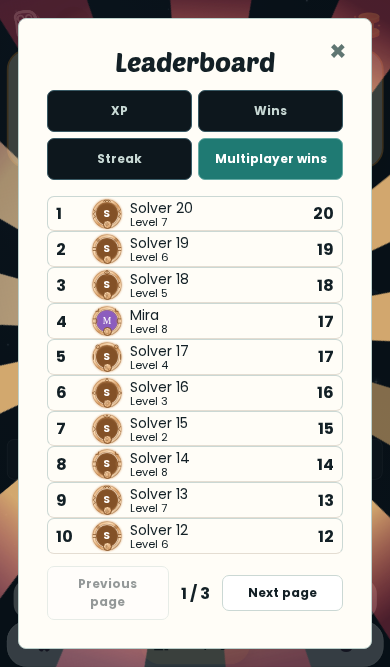 Leaderboard
✖
XP
Wins
Streak
Multiplayer wins
1 S Solver 20 20
Level 7
2 S Solver 19 19
Level 6
3 S Solver 18 18
Level 5
4 M Mira 17
Level 8
5 S Solver 17 17
Level 4
6 S Solver 16 16
Level 3
7 S Solver 15 15
Level 2
8 S Solver 14 14
Level 8
9 S Solver 13 13
Level 7
10 S Solver 12 12
Level 6
Previous
page
1 / 3
Next page